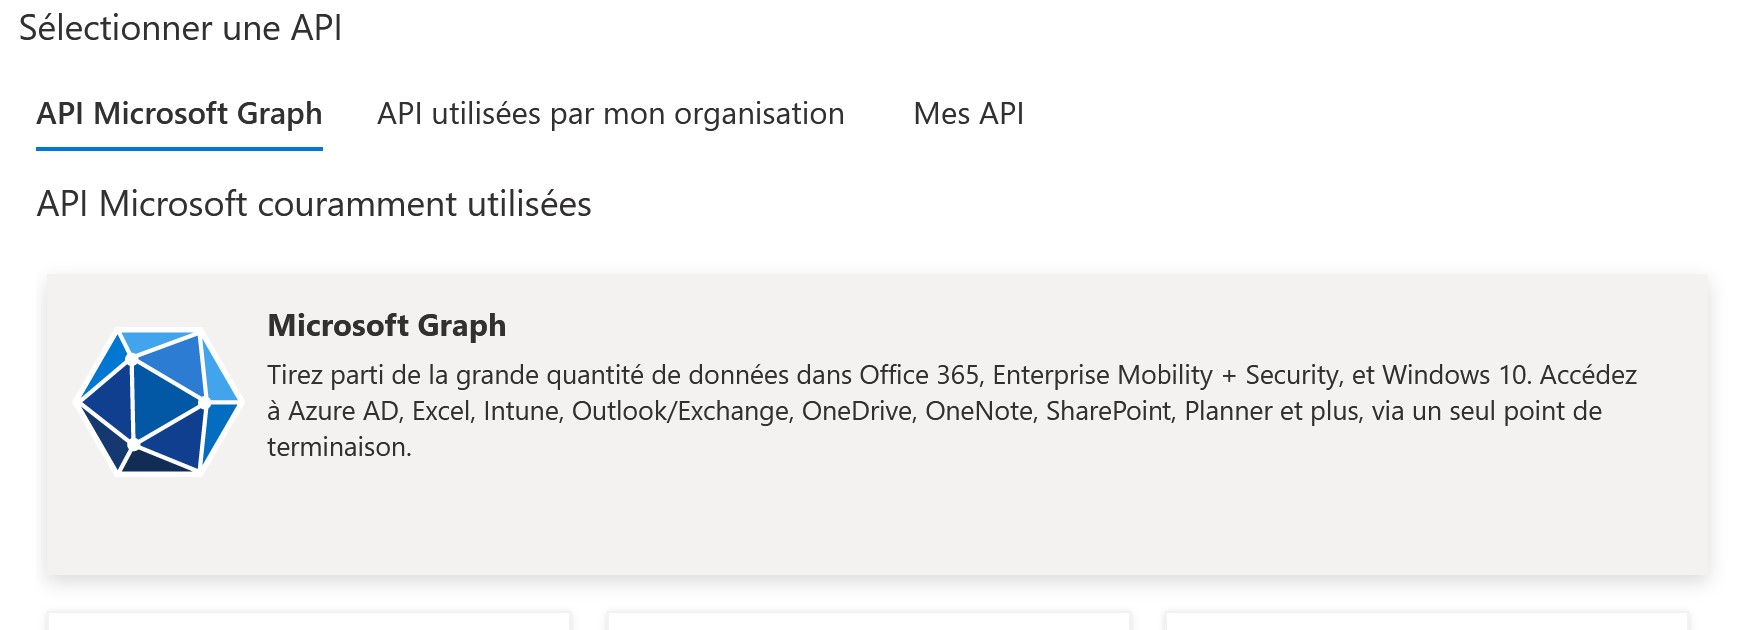 Sélectionner une API
API Microsoft Graph
API utilisées par mon organisation
Mes API
API Microsoft couramment utilisées
Microsoft Graph
Tirez parti de la grande quantité de données dans Office 365, Enterprise Mobility + Security, et Windows 10. Accédez
à Azure AD, Excel, Intune, Outlook/Exchange, OneDrive, OneNote, SharePoint, Planner et plus, via un seul point de
terminaison.